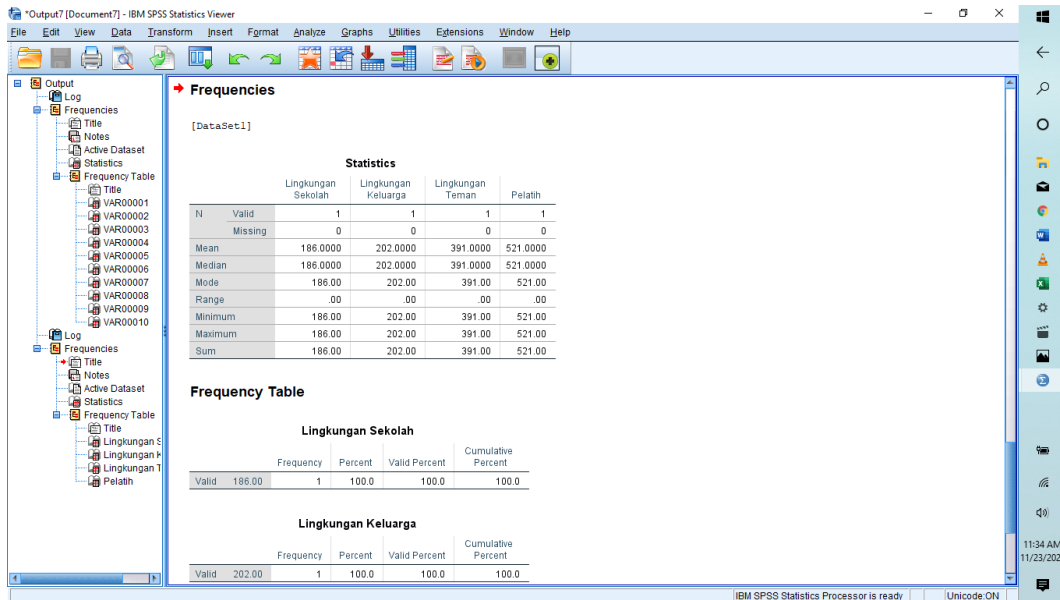 *Output7 [Document7] - IBM SPSS Statistics Viewer
File Edit View Data Transform Insert Format Analyze Graphs Utilities Extensions Window Help
Output
Log
Frequencies
Title
Notes
Active Dataset
Statistics
Frequency Table
Title
VAR00001
VAR00002
VAR00003
VAR00004
VAR00005
VAR00006
VAR00007
VAR00008
VAR00009
VAR00010
Log
Frequencies
Title
Notes
Active Dataset
Statistics
Frequency Table
Title
Lingkungan S
Lingkungan K
Lingkungan T
Pelatih
Frequencies
[DataSet1]
Statistics
Lingkungan Sekolah Lingkungan Keluarga Lingkungan Teman Pelatih
N Valid 1 1 1 1
Missing 0 0 0 0
Mean 186.0000 202.0000 391.0000 521.0000
Median 186.0000 202.0000 391.0000 521.0000
Mode 186.00 202.00 391.00 521.00
Range .00 .00 .00 .00
Minimum 186.00 202.00 391.00 521.00
Maximum 186.00 202.00 391.00 521.00
Sum 186.00 202.00 391.00 521.00
Frequency Table
Lingkungan Sekolah
Frequency Percent Valid Percent Cumulative Percent
Valid 186.00 1 100.0 100.0 100.0
Lingkungan Keluarga
Frequency Percent Valid Percent Cumulative Percent
Valid 202.00 1 100.0 100.0 100.0
IBM SPSS Statistics Processor is ready Unicode:ON
11:34 AM
11/23/202